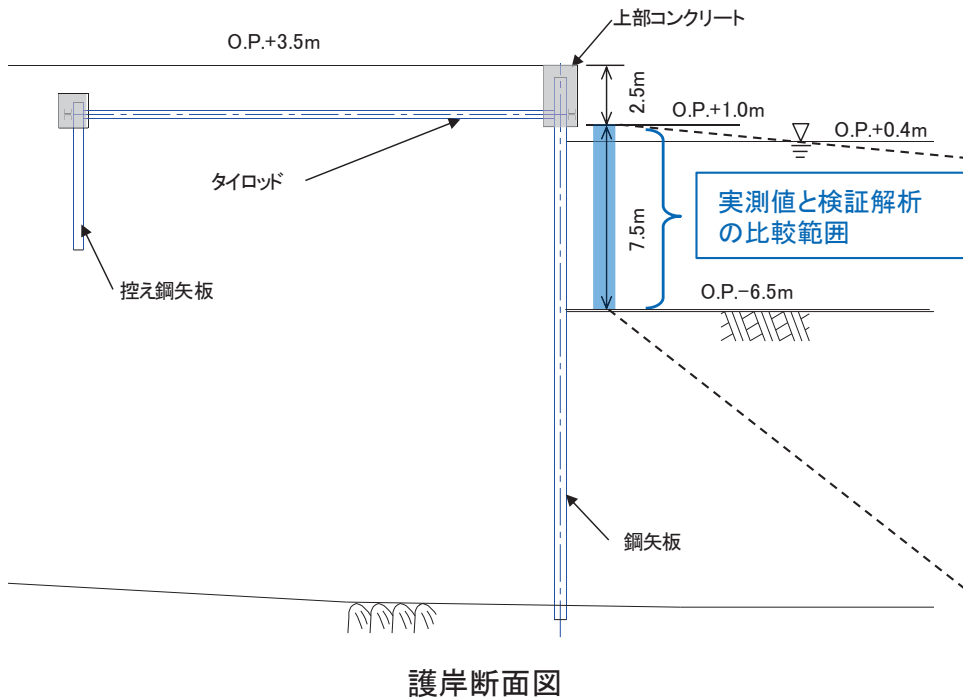 上部コンクリート
O.P.+3.5m
2.5m
O.P.+1.0m
O.P.+0.4m
タイロッド
実測値と検証解析
の比較範囲
7.5m
控え鋼矢板
O.P.-6.5m
鋼矢板
護岸断面図